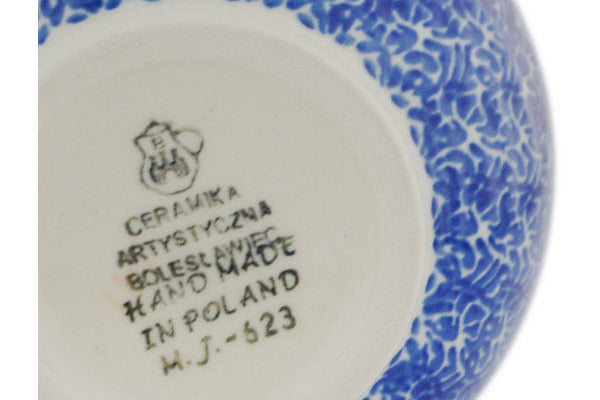 B
CERAMIKA
ARTYSTYCZNA
BOLESŁAWIEC
HAND MADE
IN POLAND
M.J.-623